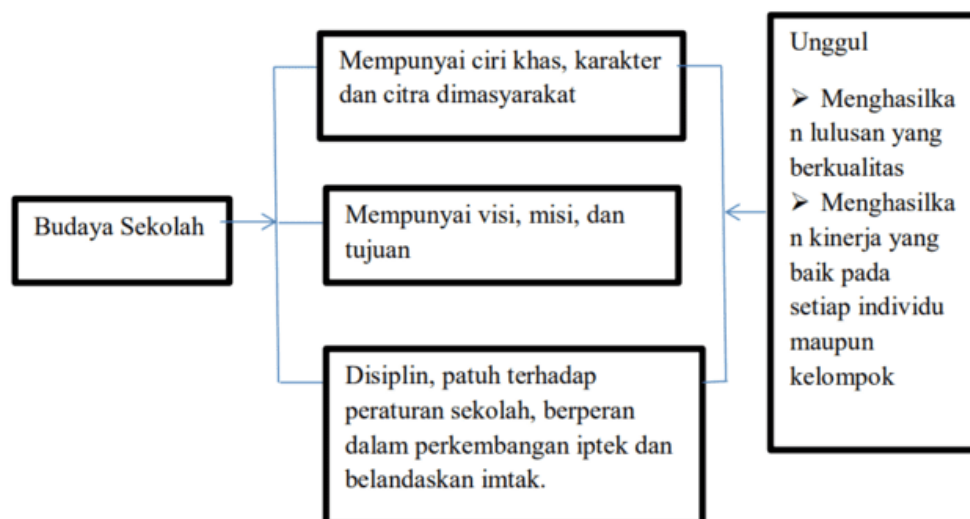 Budaya Sekolah
Mempunyai ciri khas, karakter
dan citra dimasyarakat
Mempunyai visi, misi, dan
tujuan
Disiplin, patuh terhadap
peraturan sekolah, berperan
dalam perkembangan iptek dan
belandaskan imtak.
Unggul
➤ Menghasilka
n lulusan yang
berkualitas
➤ Menghasilka
n kinerja yang
baik pada
setiap individu
maupun
kelompok